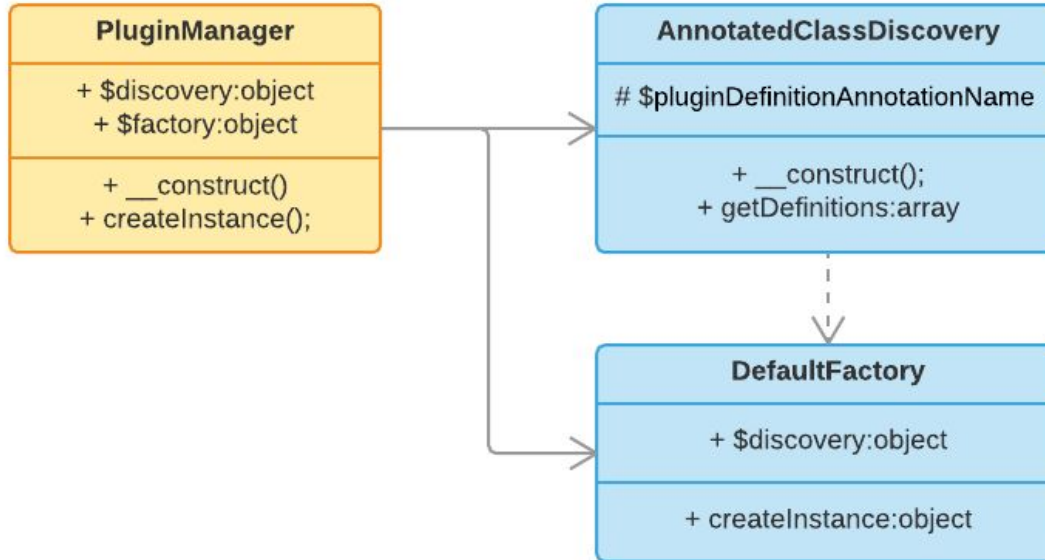 PluginManager
+ $discovery:object
+ $factory:object
+ __construct()
+ createInstance();
AnnotatedClassDiscovery
# $pluginDefinitionAnnotationName
+ __construct();
+ getDefinitions:array
DefaultFactory
+ $discovery:object
+ createInstance:object